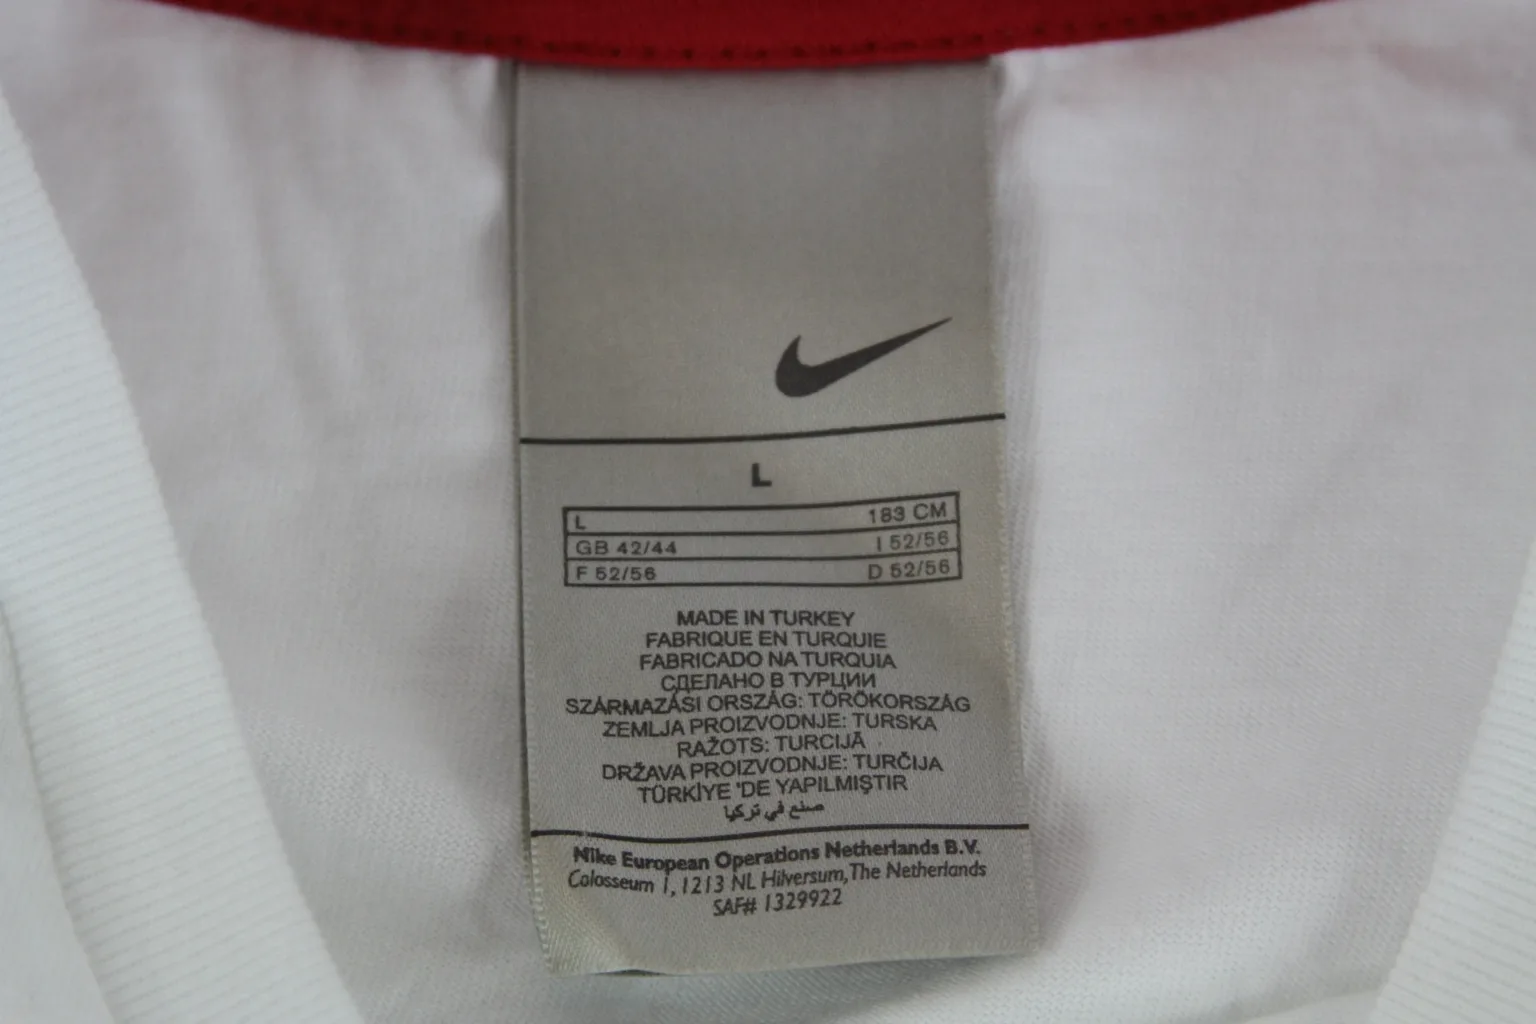 L
L 183 CM
GB 42/44 I 52/56
F 52/56 D 52/56
MADE IN TURKEY
FABRIQUE EN TURQUIE
FABRICADO NA TURQUIA
СДЕЛАНО В ТУРЦИИ
SZÁRMAZÁSI ORSZÁG: TÖRÖKORSZÁG
ZEMLJA PROIZVODNJE: TURSKA
RAŽOTS: TURCIJĀ
DRŽAVA PROIZVODNJE: TURČIJA
TÜRKİYE 'DE YAPILMIŞTIR
صنع في تركيا
Nike European Operations Netherlands B.V.
Colosseum 1, 1213 NL Hilversum, The Netherlands
SAF# 1329922